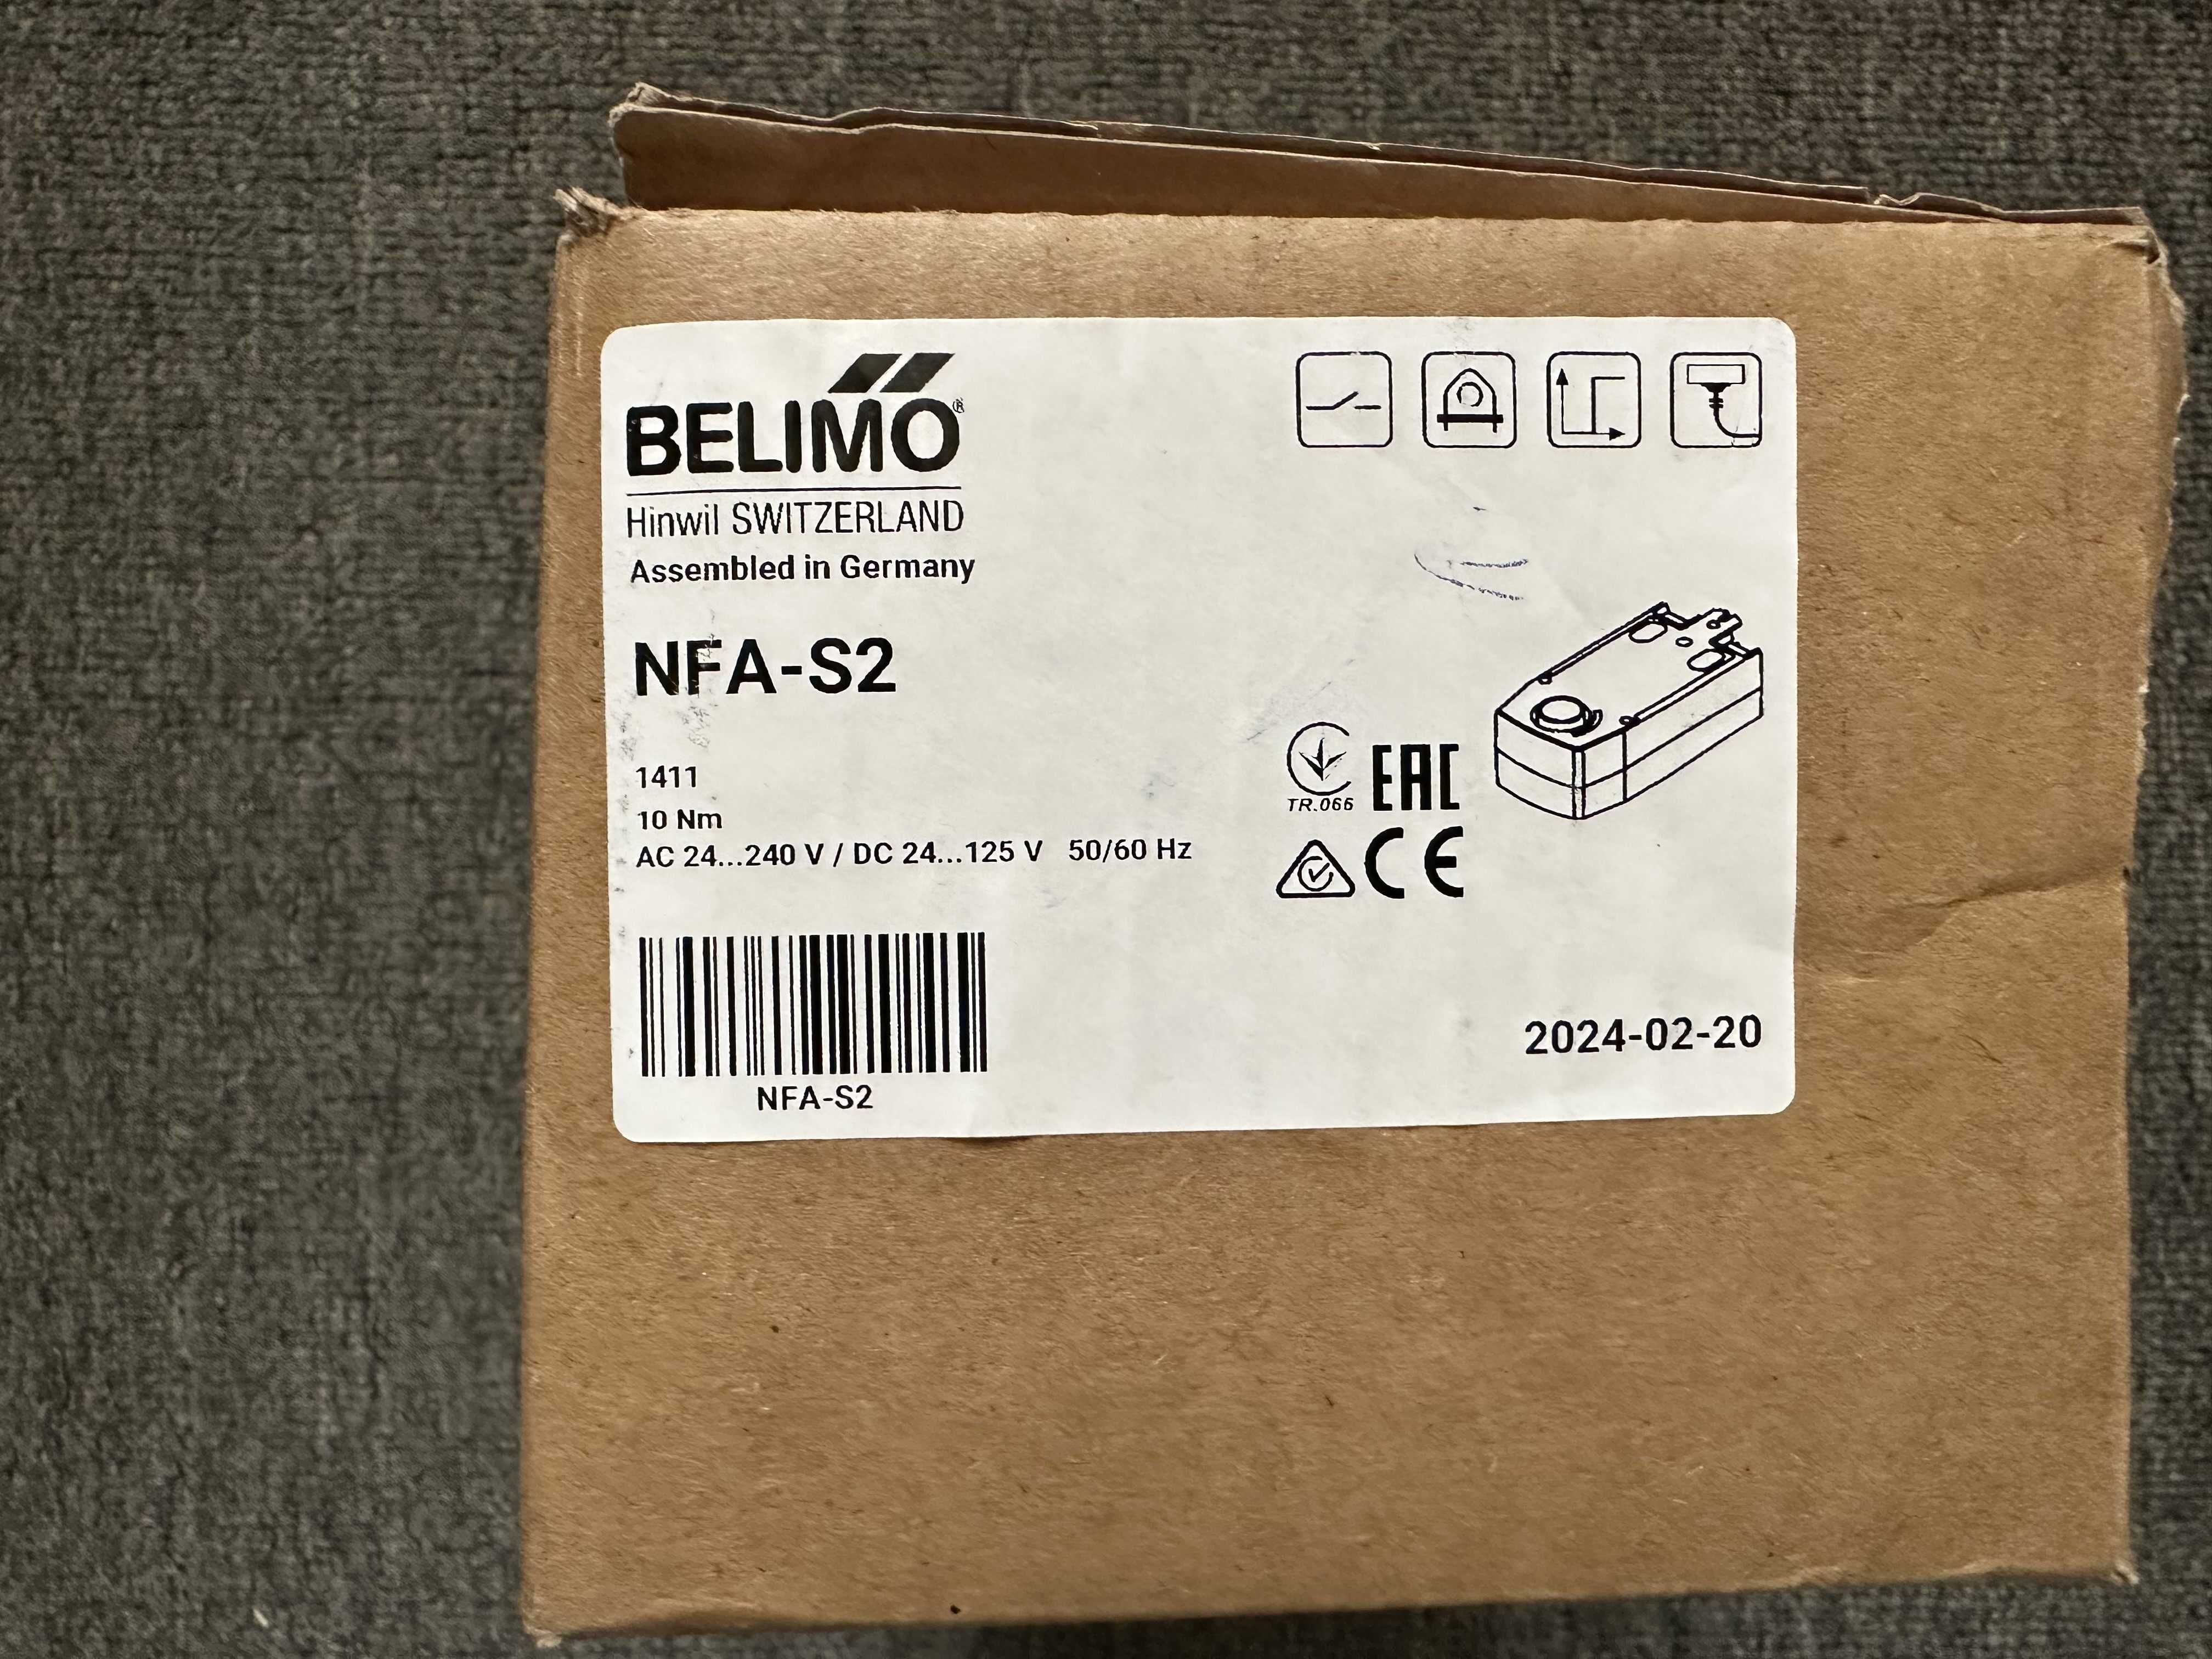 BELIMO®
Hinwil SWITZERLAND
Assembled in Germany
NFA-S2
1411
10 Nm
AC 24...240 V / DC 24...125 V 50/60 Hz
TR.066
EAC
CE
NFA-S2
2024-02-20